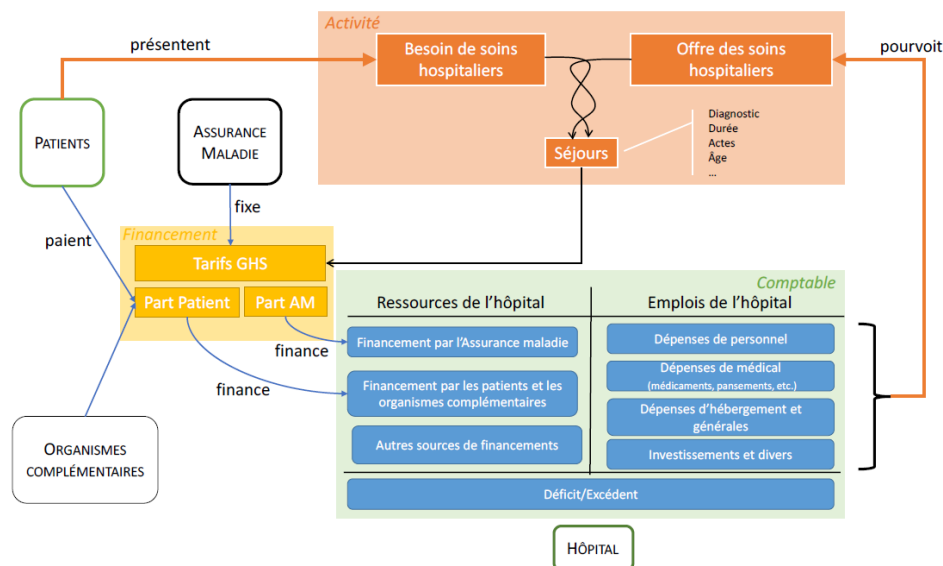 Activité
présentent
Besoin de soins
hospitaliers
Offre des soins
hospitaliers
pourvoit
PATIENTS
ASSURANCE
MALADIE
Diagnostic
Durée
Actes
Âge
...
Séjours
fixe
paient
Financement
Tarifs GHS
Part Patient
Part AM
Comptable
Ressources de l'hôpital
Emplois de l'hôpital
finance
finance
Financement par l'Assurance maladie
Financement par les patients et les
organismes complémentaires
Autres sources de financements
Dépenses de personnel
Dépenses de médical
(médicaments, pansements, etc.)
Dépenses d'hébergement et
générales
Investissements et divers
ORGANISMES
COMPLÉMENTAIRES
Déficit/Excédent
HÔPITAL